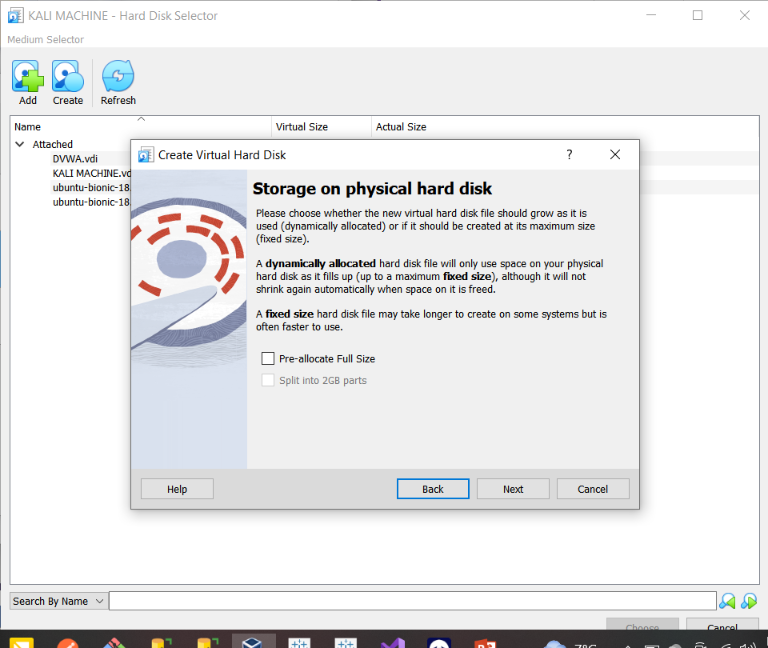 KALI MACHINE - Hard Disk Selector
Medium Selector
Add Create Refresh
Name Virtual Size Actual Size
Attached
DVWA.vdi
ubuntu-bionic-18
ubuntu-bionic-18
Create Virtual Hard Disk
Storage on physical hard disk
Please choose whether the new virtual hard disk file should grow as it is
used (dynamically allocated) or if it should be created at its maximum size
(fixed size).
A dynamically allocated hard disk file will only use space on your physical
hard disk as it fills up (up to a maximum fixed size), although it will not
shrink again automatically when space on it is freed.
A fixed size hard disk file may take longer to create on some systems but is
often faster to use.
Pre-allocate Full Size
Split into 2GB parts
Help Back Next Cancel
Search By Name
Choose Cancel